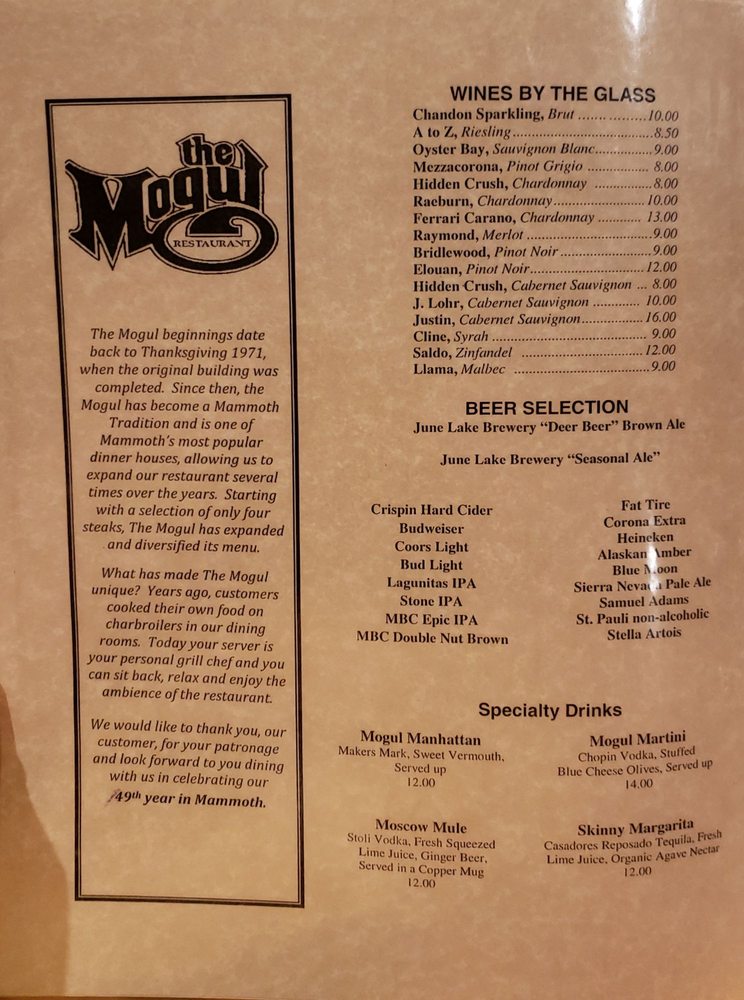 the
Mogul
RESTAURANT
The Mogul beginnings date
back to Thanksgiving 1971,
when the original building was
completed. Since then, the
Mogul has become a Mammoth
Tradition and is one of
Mammoth's most popular
dinner houses, allowing us to
expand our restaurant several
times over the years. Starting
with a selection of only four
steaks, The Mogul has expanded
and diversified its menu.
What has made The Mogul
unique? Years ago, customers
cooked their own food on
charbroilers in our dining
rooms. Today your server is
your personal grill chef and you
can sit back, relax and enjoy the
ambience of the restaurant.
We would like to thank you, our
customer, for your patronage
and look forward to you dining
with us in celebrating our
49th year in Mammoth.
WINES BY THE GLASS
Chandon Sparkling, Brut ....... .........10.00
A to Z, Riesling.....................................8.50
Oyster Bay, Sauvignon Blanc...............9.00
Mezzacorona, Pinot Grigio ................ 8.00
Hidden Crush, Chardonnay ...............8.00
Raeburn, Chardonnay........................10.00
Ferrari Carano, Chardonnay ........... 13.00
Raymond, Merlot .................................9.00
Bridlewood, Pinot Noir........................9.00
Elouan, Pinot Noir..............................12.00
Hidden Crush, Cabernet Sauvignon ... 8.00
J. Lohr, Cabernet Sauvignon ............ 10.00
Justin, Cabernet Sauvignon................16.00
Cline, Syrah ......................................... 9.00
Saldo, Zinfandel ................................12.00
Llama, Malbec ....................................9.00
BEER SELECTION
June Lake Brewery "Deer Beer" Brown Ale
June Lake Brewery "Seasonal Ale"
Crispin Hard Cider
Budweiser
Coors Light
Bud Light
Lagunitas IPA
Stone IPA
MBC Epic IPA
MBC Double Nut Brown
Fat Tire
Corona Extra
Heineken
Alaskan Amber
Blue Moon
Sierra Nevada Pale Ale
Samuel Adams
St. Pauli non-alcoholic
Stella Artois
Specialty Drinks
Mogul Manhattan
Makers Mark, Sweet Vermouth,
Served up
12.00
Mogul Martini
Chopin Vodka, Stuffed
Blue Cheese Olives, Served up
14.00
Moscow Mule
Stoli Vodka, Fresh Squeezed
Lime Juice, Ginger Beer,
Served in a Copper Mug
12.00
Skinny Margarita
Casadores Reposado Tequila, Fresh
Lime Juice, Organic Agave Nectar
12.00